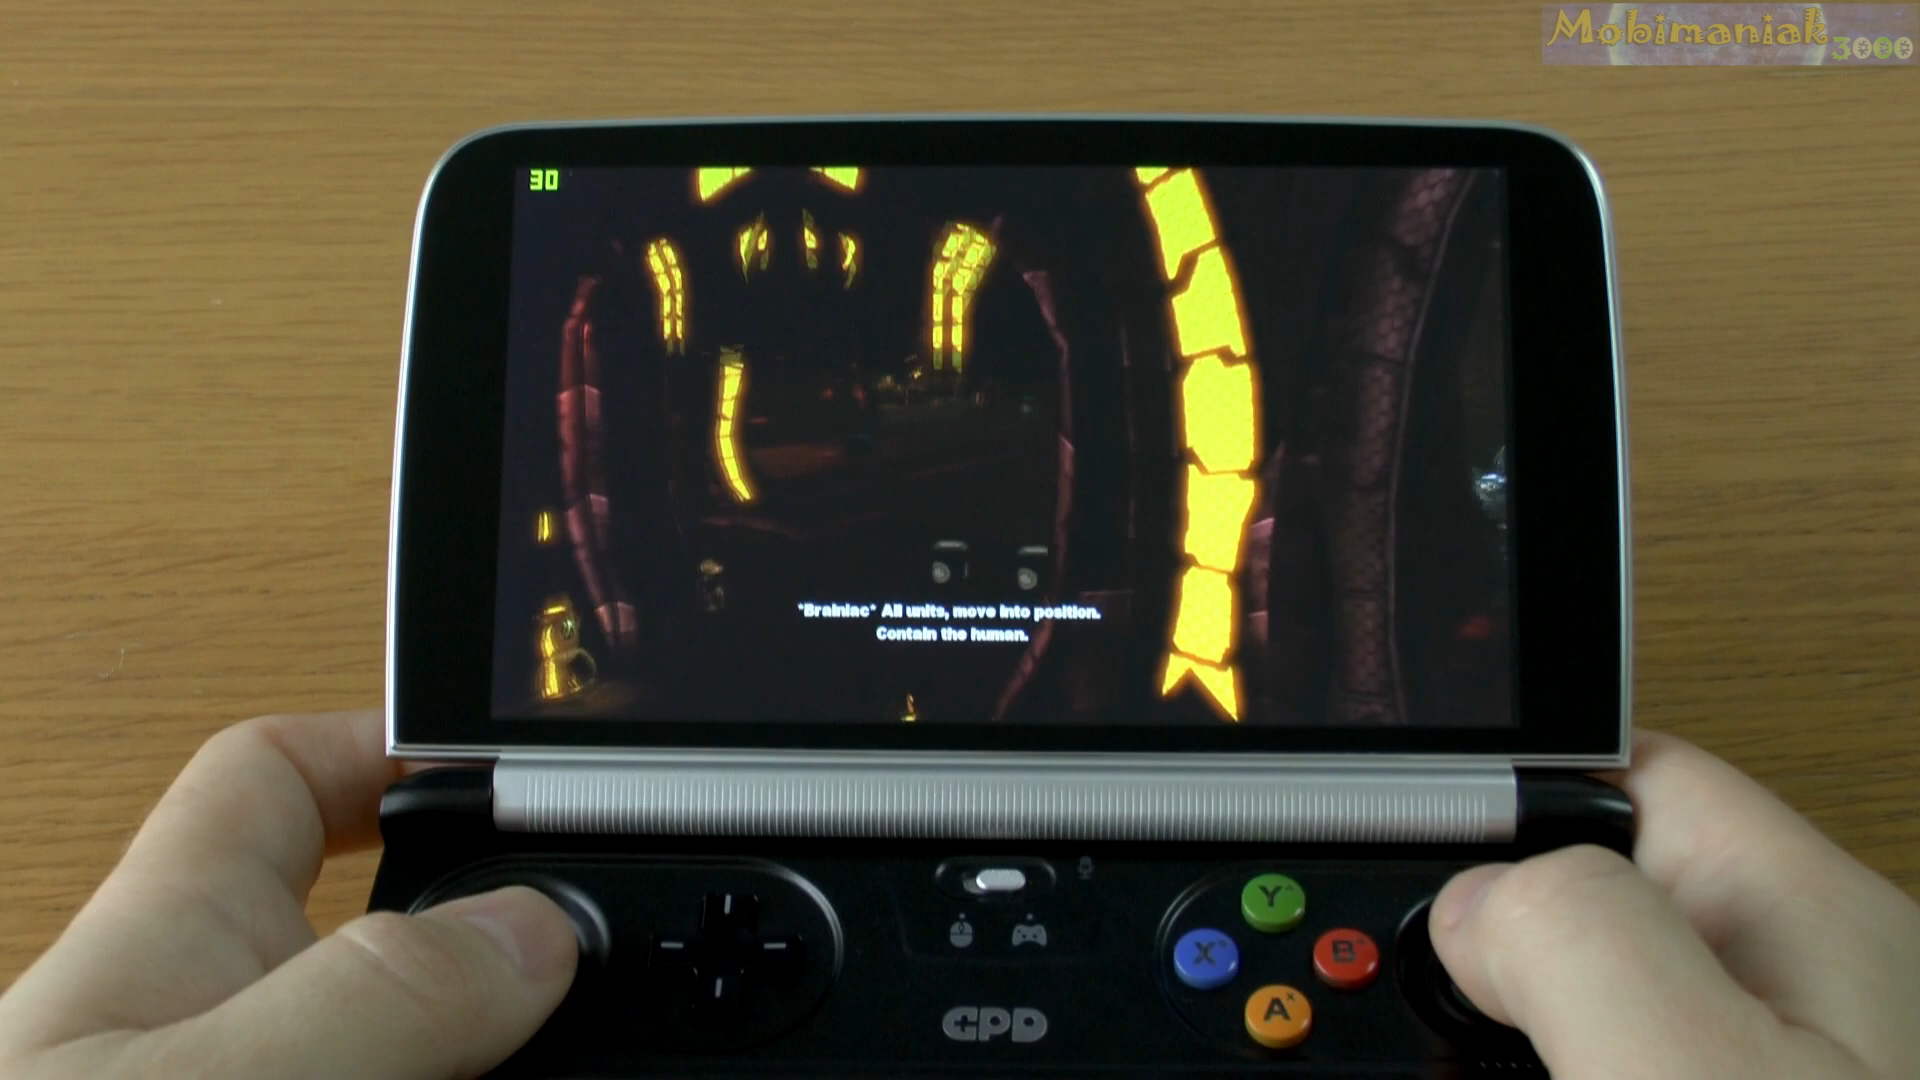 Mobimaniak
3000
30
*Brainiac* All units, move into position.
Contain the human.
Y
X
B
A
GPD